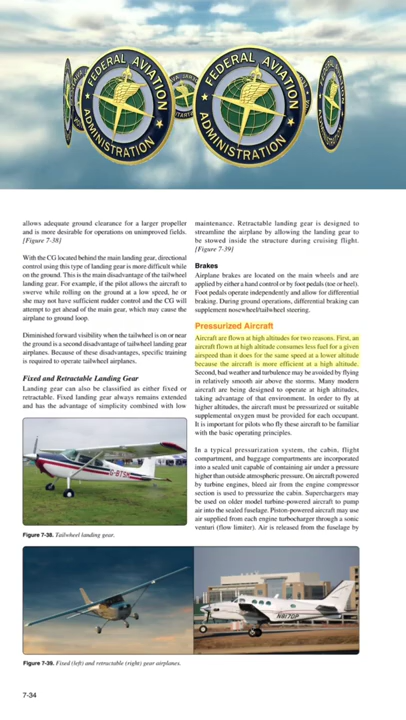 FEDERAL AVIATION
ADMINISTRATION
FEDERAL AVIATION
ADMINISTRATION
allows adequate ground clearance for a larger propeller
and is more desirable for operations on unimproved fields.
[Figure 7-38]
With the CG located behind the main landing gear, directional
control using this type of landing gear is more difficult while
on the ground. This is the main disadvantage of the tailwheel
landing gear. For example, if the pilot allows the aircraft to
swerve while rolling on the ground at a low speed, he or
she may not have sufficient rudder control and the CG will
attempt to get ahead of the main gear, which may cause the
airplane to ground loop.
Diminished forward visibility when the tailwheel is on or near
the ground is a second disadvantage of tailwheel landing gear
airplanes. Because of these disadvantages, specific training
is required to operate tailwheel airplanes.
Fixed and Retractable Landing Gear
Landing gear can also be classified as either fixed or
retractable. Fixed landing gear always remains extended
and has the advantage of simplicity combined with low
G-BTSM
Figure 7-38. Tailwheel landing gear.
maintenance. Retractable landing gear is designed to
streamline the airplane by allowing the landing gear to
be stowed inside the structure during cruising flight.
[Figure 7-39]
Brakes
Airplane brakes are located on the main wheels and are
applied by either a hand control or by foot pedals (toe or heel).
Foot pedals operate independently and allow for differential
braking. During ground operations, differential braking can
supplement nosewheel/tailwheel steering.
Pressurized Aircraft
Aircraft are flown at high altitudes for two reasons. First, an
aircraft flown at high altitude consumes less fuel for a given
airspeed than it does for the same speed at a lower altitude
because the aircraft is more efficient at a high altitude.
Second, bad weather and turbulence may be avoided by flying
in relatively smooth air above the storms. Many modern
aircraft are being designed to operate at high altitudes,
taking advantage of that environment. In order to fly at
higher altitudes, the aircraft must be pressurized or suitable
supplemental oxygen must be provided for each occupant.
It is important for pilots who fly these aircraft to be familiar
with the basic operating principles.
In a typical pressurization system, the cabin, flight
compartment, and baggage compartments are incorporated
into a sealed unit capable of containing air under a pressure
higher than outside atmospheric pressure. On aircraft powered
by turbine engines, bleed air from the engine compressor
section is used to pressurize the cabin. Superchargers may
be used on older model turbine-powered aircraft to pump
air into the sealed fuselage. Piston-powered aircraft may use
air supplied from each engine turbocharger through a sonic
venturi (flow limiter). Air is released from the fuselage by
N817DP
Figure 7-39. Fixed (left) and retractable (right) gear airplanes.
7-34